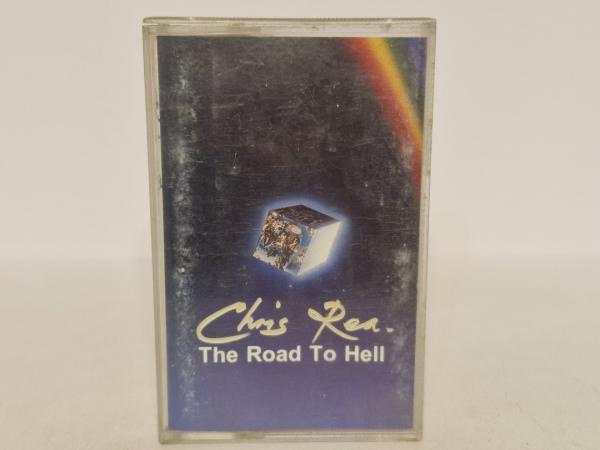 Chris Rea.
The Road To Hell